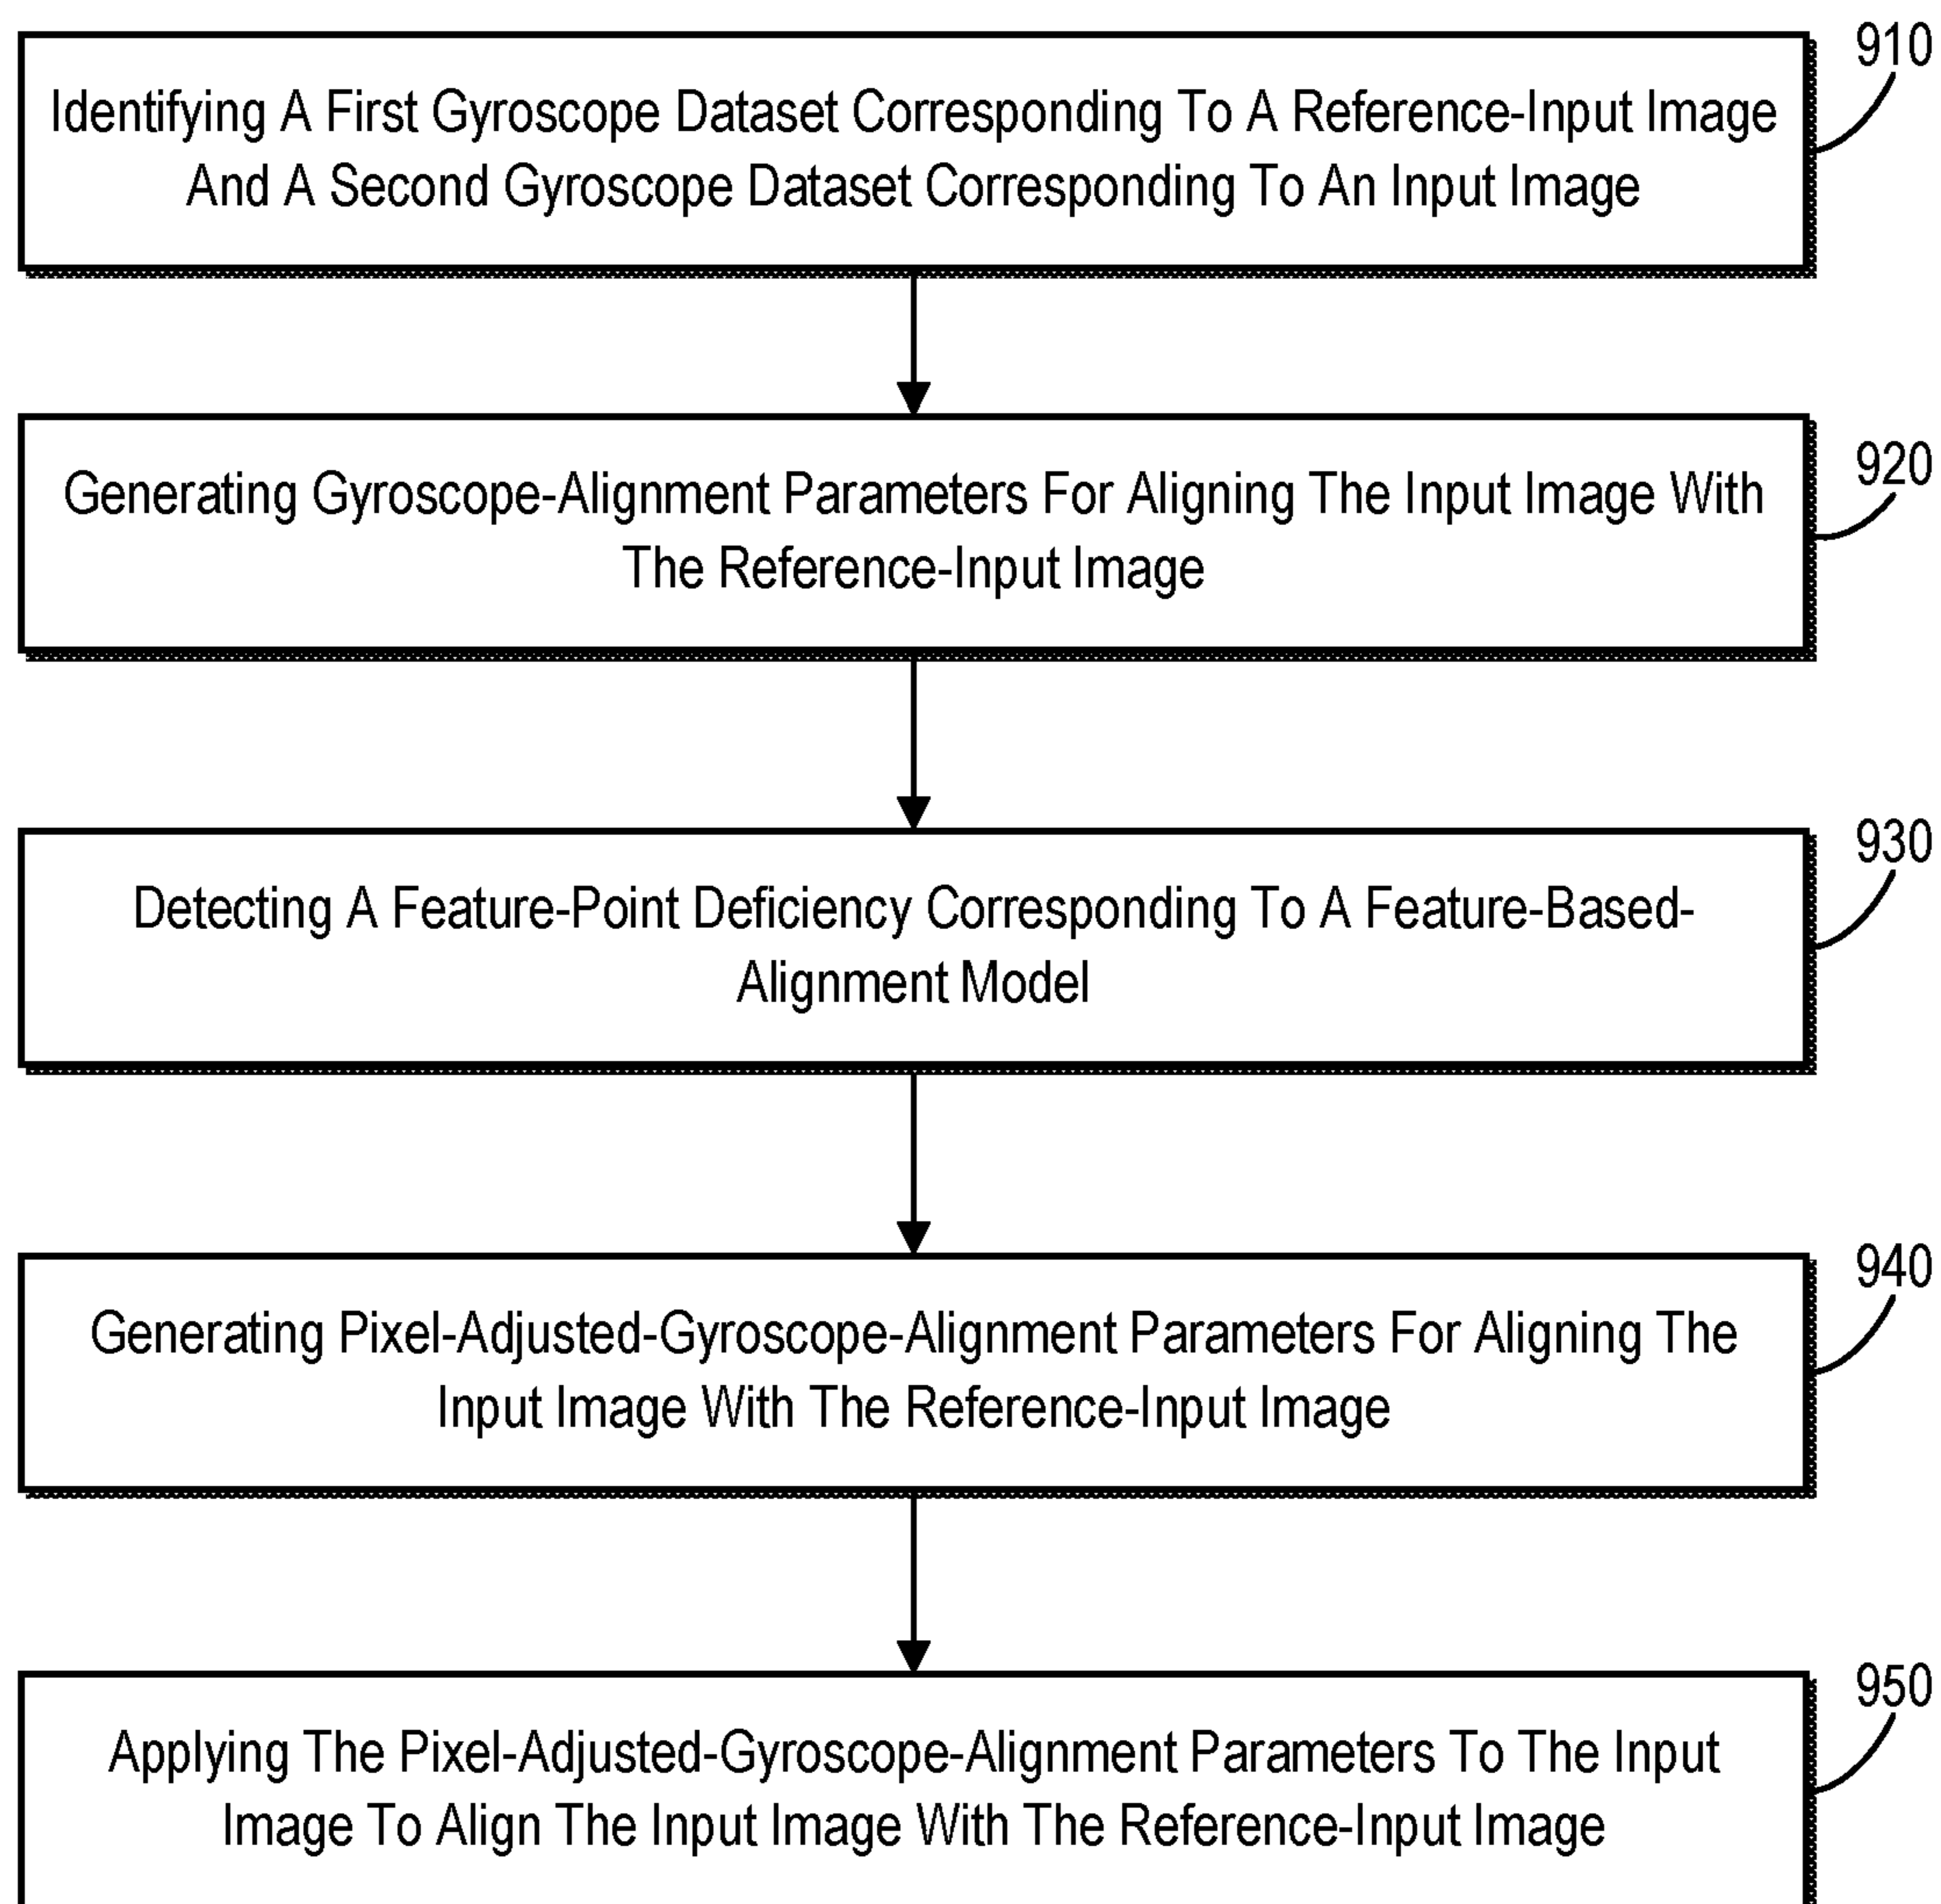 910
Identifying A First Gyroscope Dataset Corresponding To A Reference-Input Image
And A Second Gyroscope Dataset Corresponding To An Input Image
920
Generating Gyroscope-Alignment Parameters For Aligning The Input Image With
The Reference-Input Image
930
Detecting A Feature-Point Deficiency Corresponding To A Feature-Based-
Alignment Model
940
Generating Pixel-Adjusted-Gyroscope-Alignment Parameters For Aligning The
Input Image With The Reference-Input Image
950
Applying The Pixel-Adjusted-Gyroscope-Alignment Parameters To The Input
Image To Align The Input Image With The Reference-Input Image